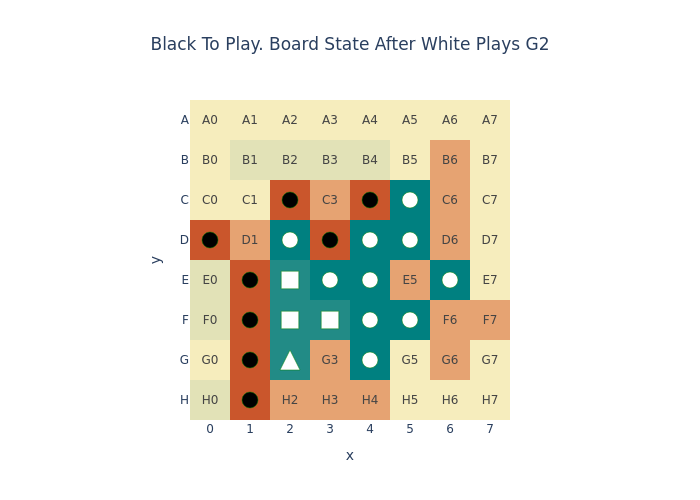 Black To Play. Board State After White Plays G2
A A0 A1 A2 A3 A4 A5 A6 A7
B B0 B1 B2 B3 B4 B5 B6 B7
C C0 C1 C3 C6 C7
D D1 D6 D7
E E0 E5 E7
F F0 F6 F7
G G0 G3 G5 G6 G7
H H0 H2 H3 H4 H5 H6 H7
0 1 2 3 4 5 6 7
x
y